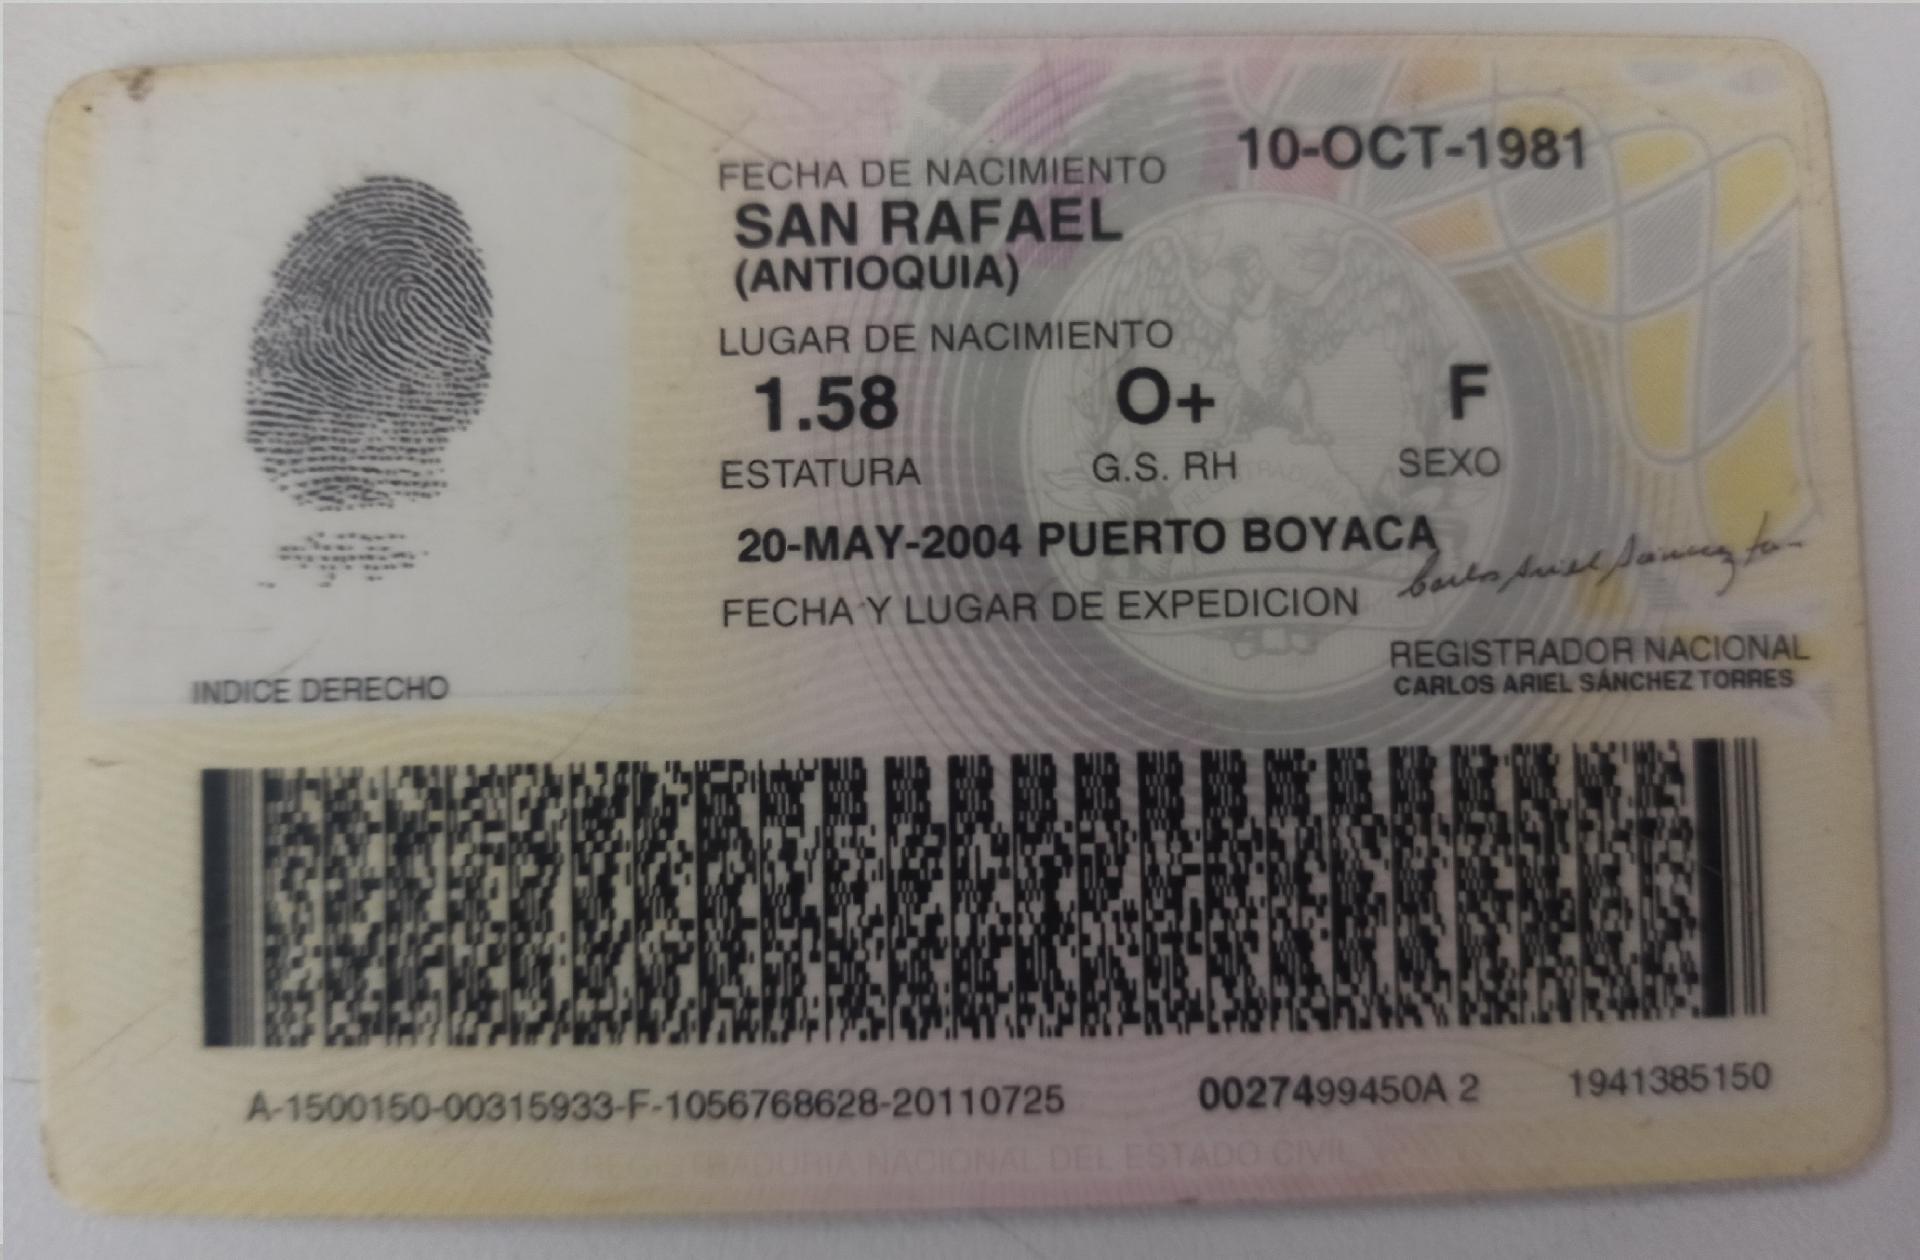 10-OCT-1981
FECHA DE NACIMIENTO
SAN RAFAEL
(ANTIOQUIA)
LUGAR DE NACIMIENTO
1.58 O+ F
ESTATURA G.S. RH SEXO
20-MAY-2004 PUERTO BOYACA
FECHA Y LUGAR DE EXPEDICION
Carlos Ariel Sánchez
REGISTRADOR NACIONAL
CARLOS ARIEL SÁNCHEZ TORRES
INDICE DERECHO
A-1500150-00315933-F-1056768628-20110725 0027499450A 2 1941385150
REGISTRADURIA NACIONAL DEL ESTADO CIVIL